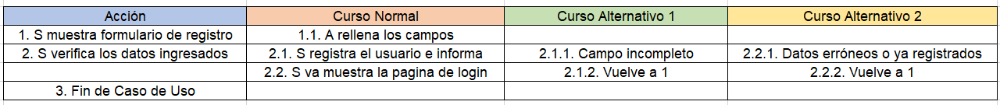 Acción Curso Normal Curso Alternativo 1 Curso Alternativo 2
1. S muestra formulario de registro 1.1. A rellena los campos
2. S verifica los datos ingresados 2.1. S registra el usuario e informa 2.1.1. Campo incompleto 2.2.1. Datos erróneos o ya registrados
2.2. S va muestra la pagina de login 2.1.2. Vuelve a 1 2.2.2. Vuelve a 1
3. Fin de Caso de Uso